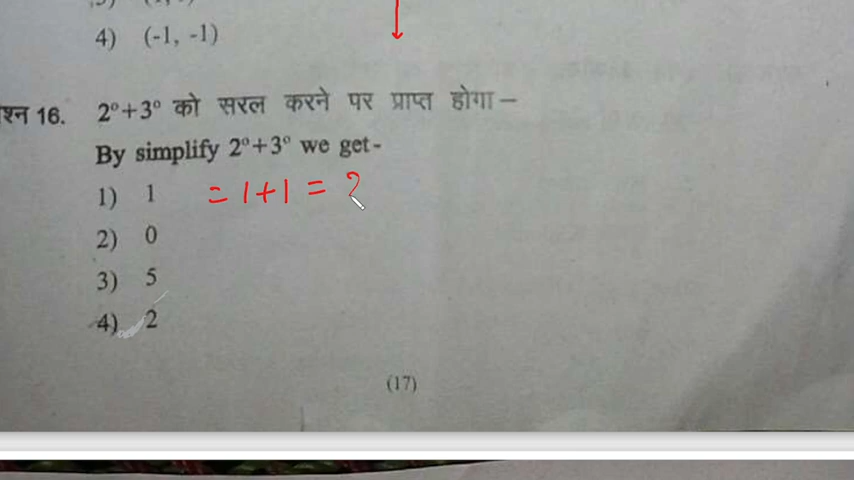 4) (-1, -1)
16. 2°+3° को सरल करने पर प्राप्त होगा –
By simplify 2°+3° we get-
1) 1 = 1+1 =
2) 0
3) 5
4) 2
(17)